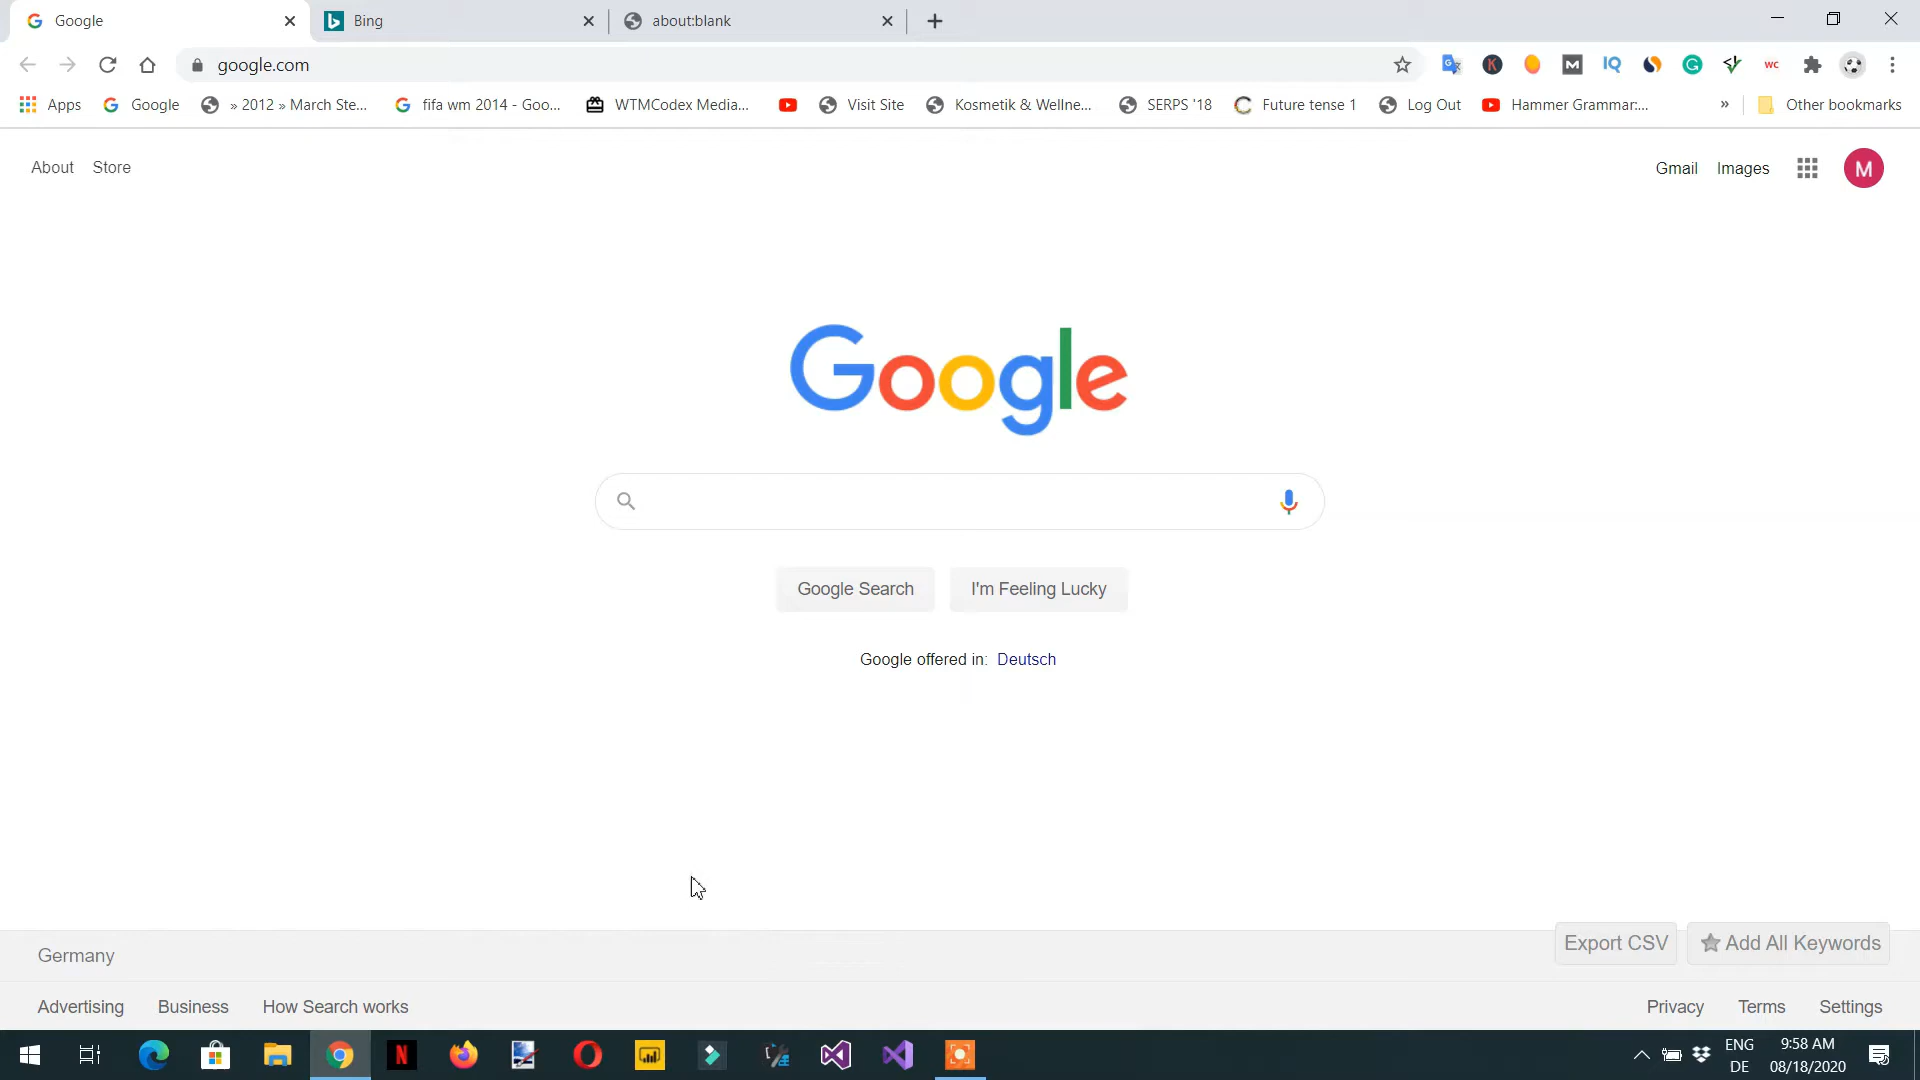 Google
Bing
about:blank
google.com
Apps
Google
» 2012 » March Ste...
fifa wm 2014 - Goo...
WTMCodex Media...
Visit Site
Kosmetik & Wellne...
SERPS '18
Future tense 1
Log Out
Hammer Grammar:...
»
Other bookmarks
About
Store
Gmail
Images
M
Google
Google Search
I'm Feeling Lucky
Google offered in: Deutsch
Export CSV
Add All Keywords
Germany
Advertising
Business
How Search works
Privacy
Terms
Settings
ENG
DE
9:58 AM
08/18/2020